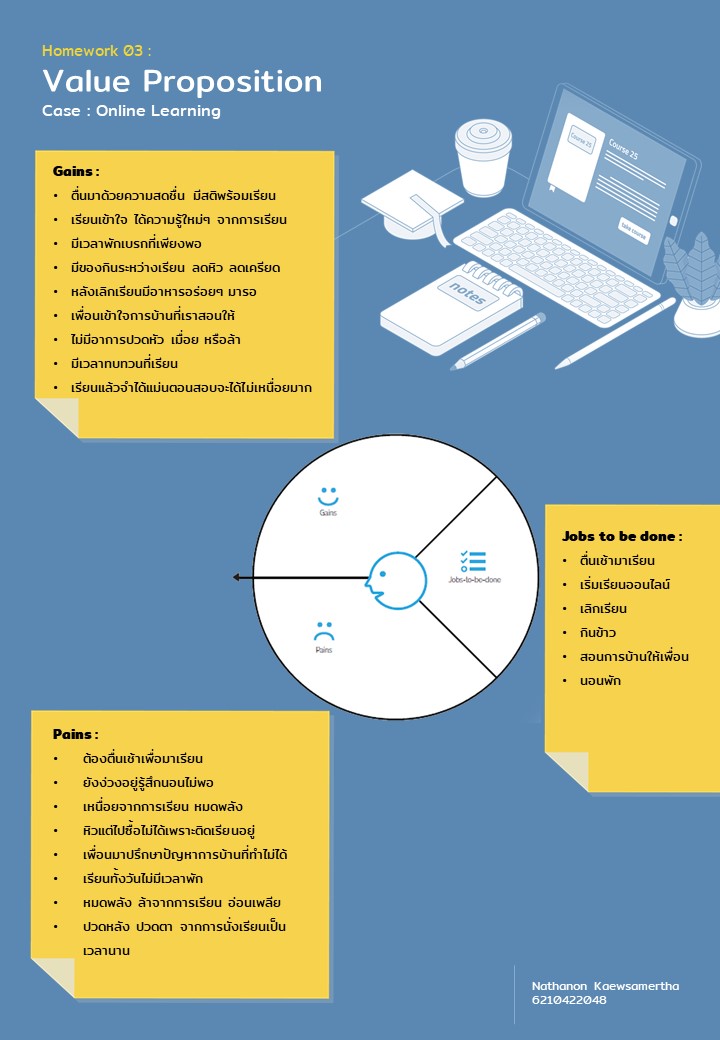 Homework 03 :
Value Proposition
Case : Online Learning
Course 25
Course 25
take course
notes
Gains :
• ตื่นมาด้วยความสดชื่น มีสติพร้อมเรียน
• เรียนเข้าใจ ได้ความรู้ใหม่ๆ จากการเรียน
• มีเวลาพักเบรกที่เพียงพอ
• มีของกินระหว่างเรียน ลดหิว ลดเครียด
• หลังเลิกเรียนมีอาหารอร่อยๆ มารอ
• เพื่อนเข้าใจการบ้านที่เราสอนให้
• ไม่มีอาการปวดหัว เมื่อย หรือล้า
• มีเวลาทบทวนที่เรียน
• เรียนแล้วจำได้แม่นตอนสอบจะได้ไม่เหนื่อยมาก
Gains
Jobs-to-be-done
Pains
Jobs to be done :
• ตื่นเช้ามาเรียน
• เริ่มเรียนออนไลน์
• เลิกเรียน
• กินข้าว
• สอนการบ้านให้เพื่อน
• นอนพัก
Pains :
• ต้องตื่นเช้าเพื่อมาเรียน
• ยังง่วงอยู่รู้สึกนอนไม่พอ
• เหนื่อยจากการเรียน หมดพลัง
• หิวแต่ไปซื้อไม่ได้เพราะติดเรียนอยู่
• เพื่อนมาปรึกษาปัญหาการบ้านที่ทำไม่ได้
• เรียนทั้งวันไม่มีเวลาพัก
• หมดพลัง ล้าจากการเรียน อ่อนเพลีย
• ปวดหลัง ปวดตา จากการนั่งเรียนเป็น
เวลานาน
Nathanon Kaewsamertha
6210422048